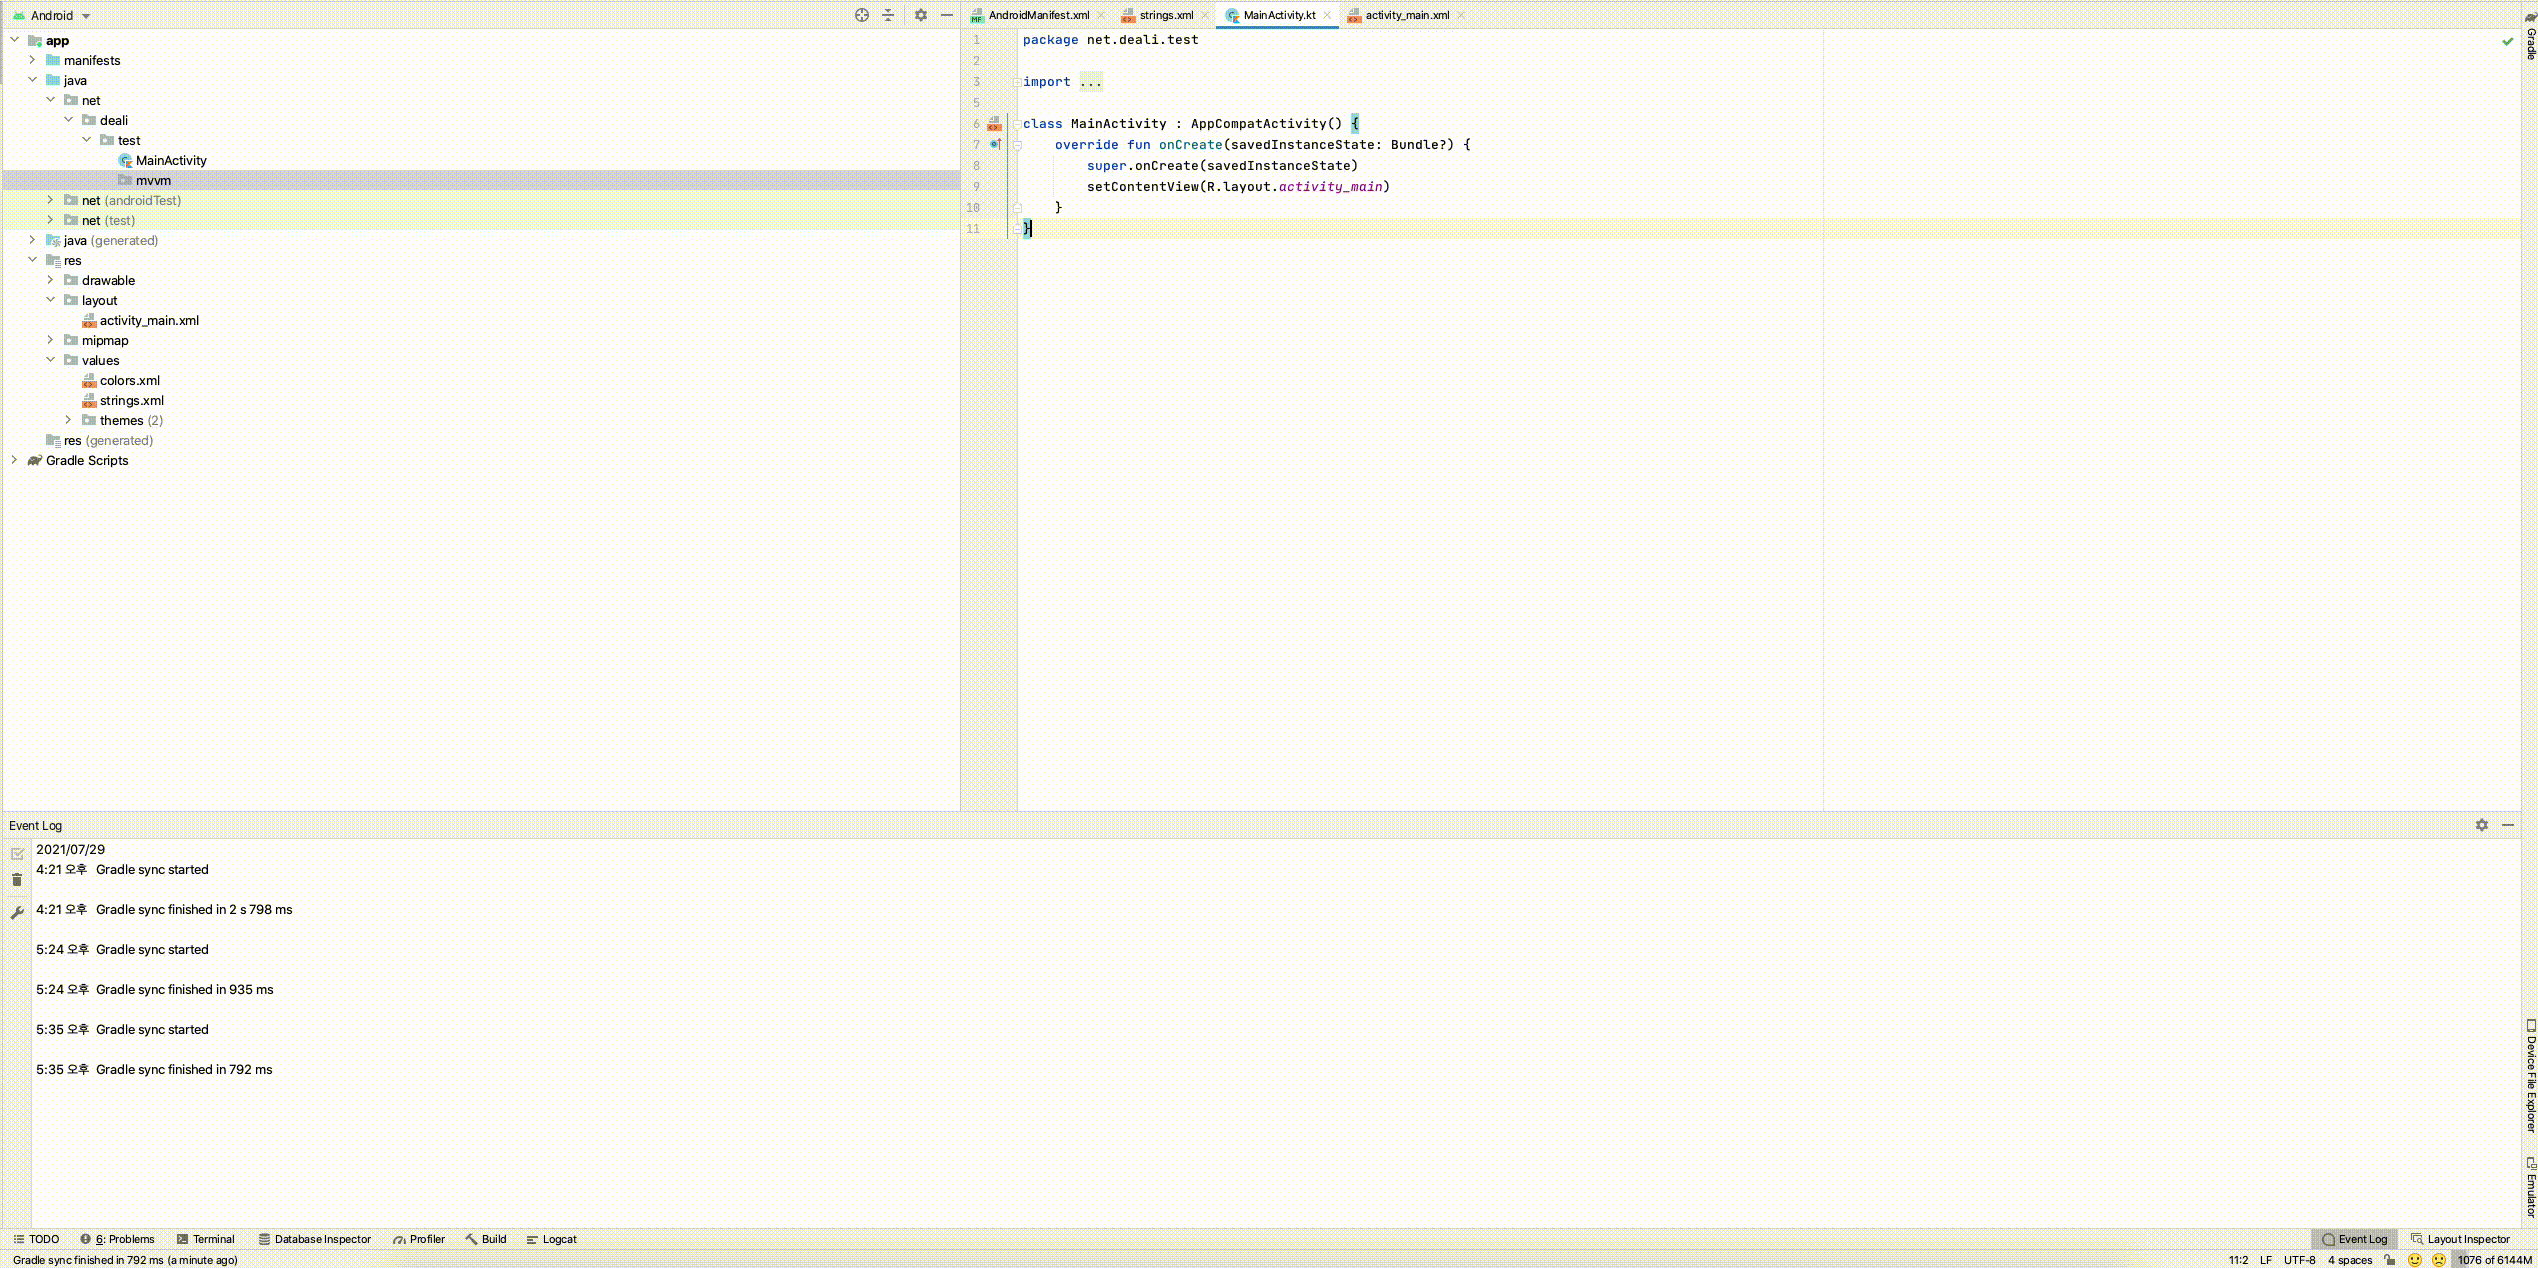 Android
app
manifests
java
net
deali
test
MainActivity
mvvm
net (androidTest)
net (test)
java (generated)
res
drawable
layout
activity_main.xml
mipmap
values
colors.xml
strings.xml
themes (2)
res (generated)
Gradle Scripts
AndroidManifest.xml strings.xml MainActivity.kt activity_main.xml
1 package net.deali.test
2
3 import ...
5
6 class MainActivity : AppCompatActivity() {
7 override fun onCreate(savedInstanceState: Bundle?) {
8 super.onCreate(savedInstanceState)
9 setContentView(R.layout.activity_main)
10 }
11 }
Gradle
Device File Explorer
Emulator
Event Log
2021/07/29
4:21 오후 Gradle sync started
4:21 오후 Gradle sync finished in 2 s 798 ms
5:24 오후 Gradle sync started
5:24 오후 Gradle sync finished in 935 ms
5:35 오후 Gradle sync started
5:35 오후 Gradle sync finished in 792 ms
TODO 6: Problems Terminal Database Inspector Profiler Build Logcat Event Log Layout Inspector
Gradle sync finished in 792 ms (a minute ago) 11:2 LF UTF-8 4 spaces 1076 of 6144M